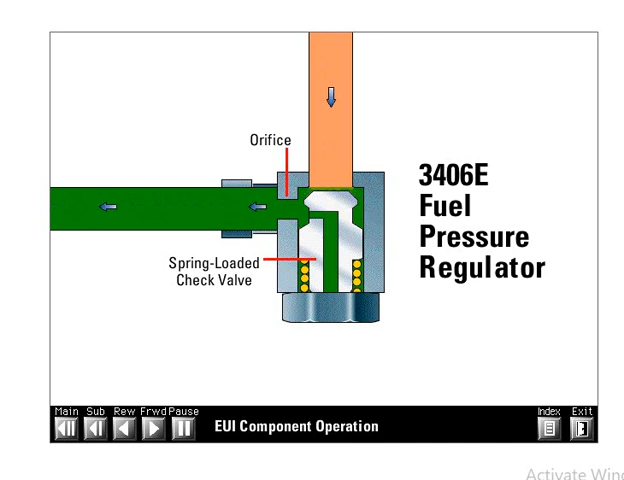 Orifice
3406E
Fuel
Pressure
Regulator
Spring-Loaded
Check Valve
Main Sub Rew Frwd Pause
Index Exit
EUI Component Operation
Activate Win